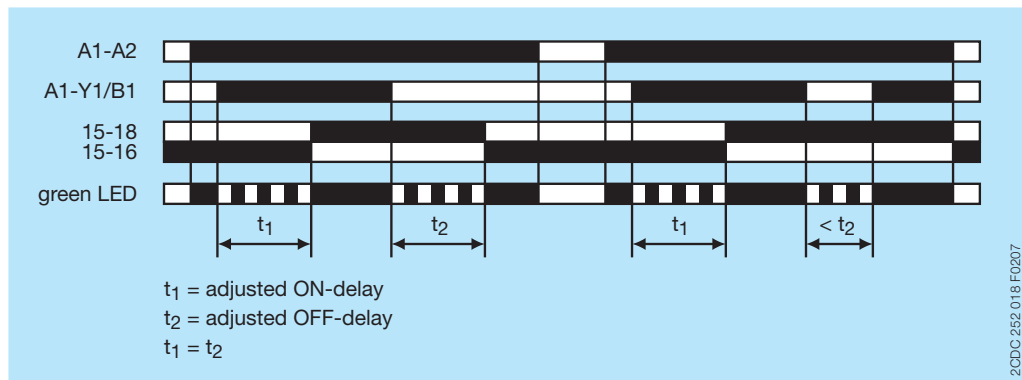 A1-A2
A1-Y1/B1
15-18
15-16
green LED
t1 t2 t1 < t2
t1 = adjusted ON-delay
t2 = adjusted OFF-delay
t1 = t2
2CDC 252 018 F0207